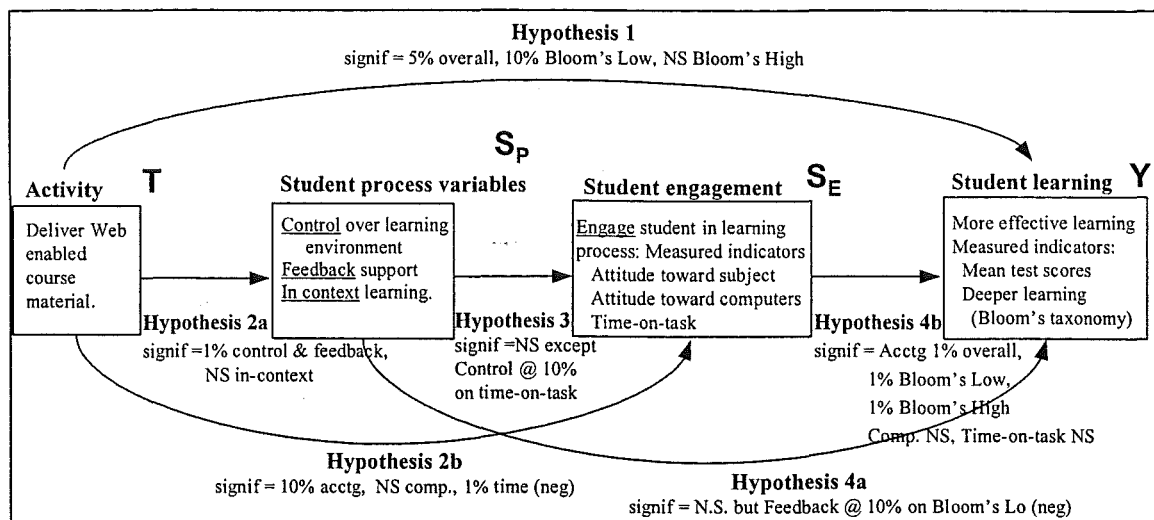 Hypothesis 1
signif = 5% overall, 10% Bloom's Low, NS Bloom's High
S_P
Activity T
Student process variables
Student engagement S_E
Student learning Y
Deliver Web
enabled
course
material.
Control over learning
environment
Feedback support
In context learning.
Engage student in learning
process: Measured indicators
Attitude toward subject
Attitude toward computers
Time-on-task
More effective learning
Measured indicators:
Mean test scores
Deeper learning
(Bloom's taxonomy)
Hypothesis 2a
signif =1% control & feedback,
NS in-context
Hypothesis 3
signif =NS except
Control @ 10%
on time-on-task
Hypothesis 4b
signif = Acctg 1% overall,
1% Bloom's Low,
1% Bloom's High
Comp. NS, Time-on-task NS
Hypothesis 2b
signif = 10% acctg, NS comp., 1% time (neg)
Hypothesis 4a
signif = N.S. but Feedback @ 10% on Bloom's Lo (neg)